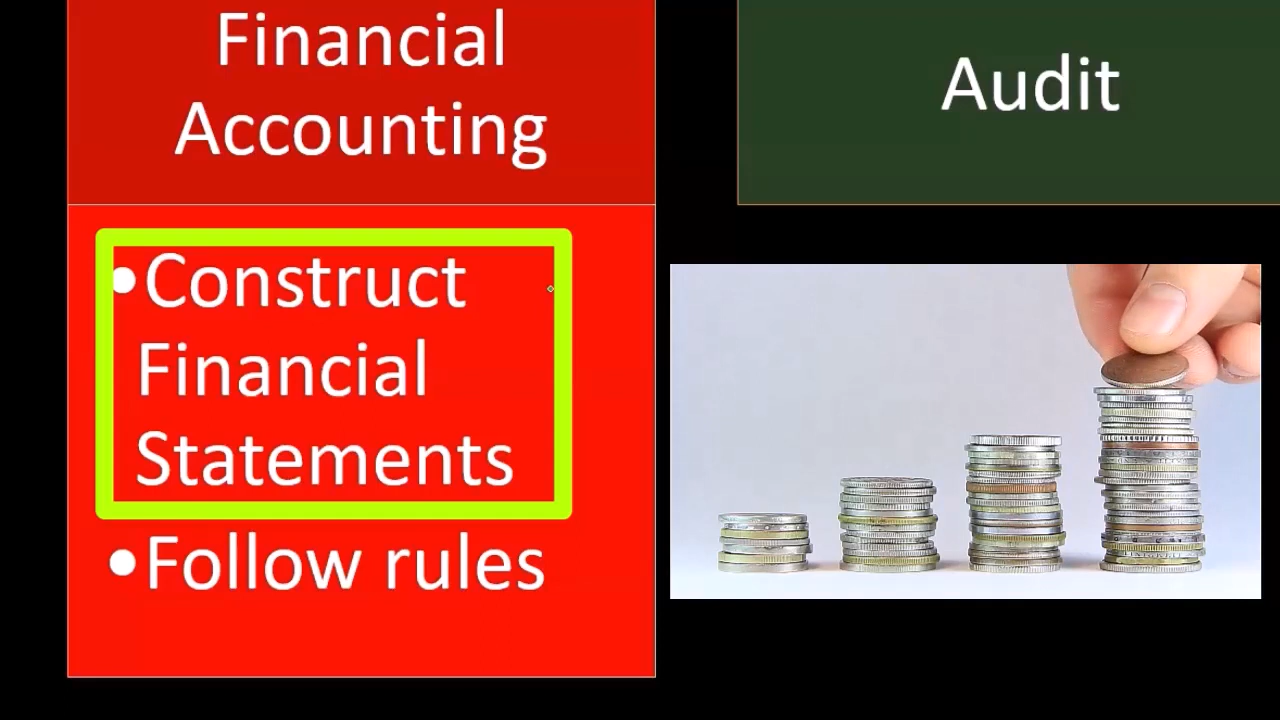 Financial
Accounting
•Construct
Financial
Statements
•Follow rules
Audit